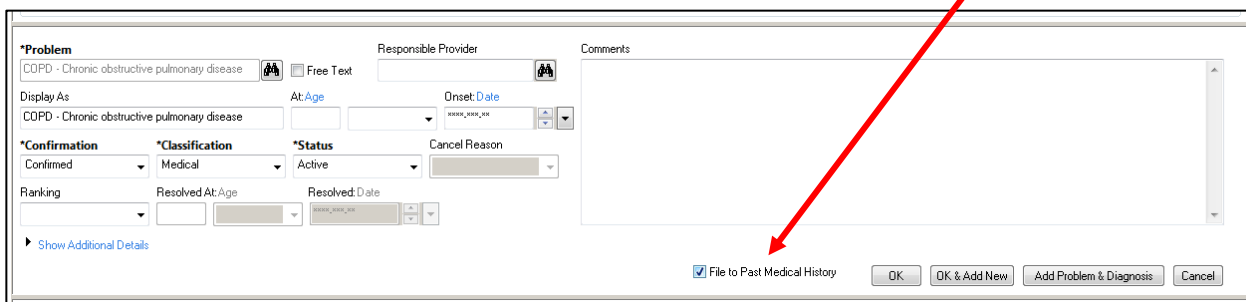 *Problem Responsible Provider Comments
COPD - Chronic obstructive pulmonary disease Free Text
Display As At: Age Onset: Date
COPD - Chronic obstructive pulmonary disease **** *** **
*Confirmation *Classification *Status Cancel Reason
Confirmed Medical Active
Ranking Resolved At: Age Resolved: Date
**** *** **
Show Additional Details
File to Past Medical History OK OK & Add New Add Problem & Diagnosis Cancel